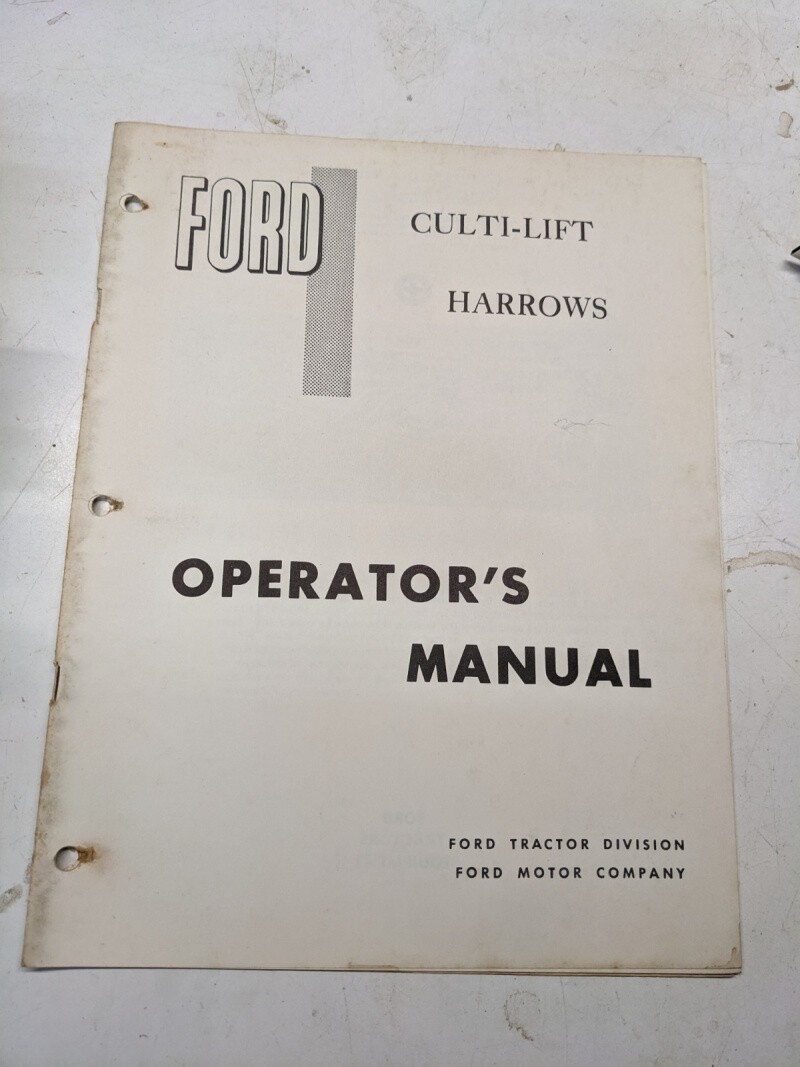 FORD
CULTI-LIFT
HARROWS
OPERATOR'S
MANUAL
FORD TRACTOR DIVISION
FORD MOTOR COMPANY